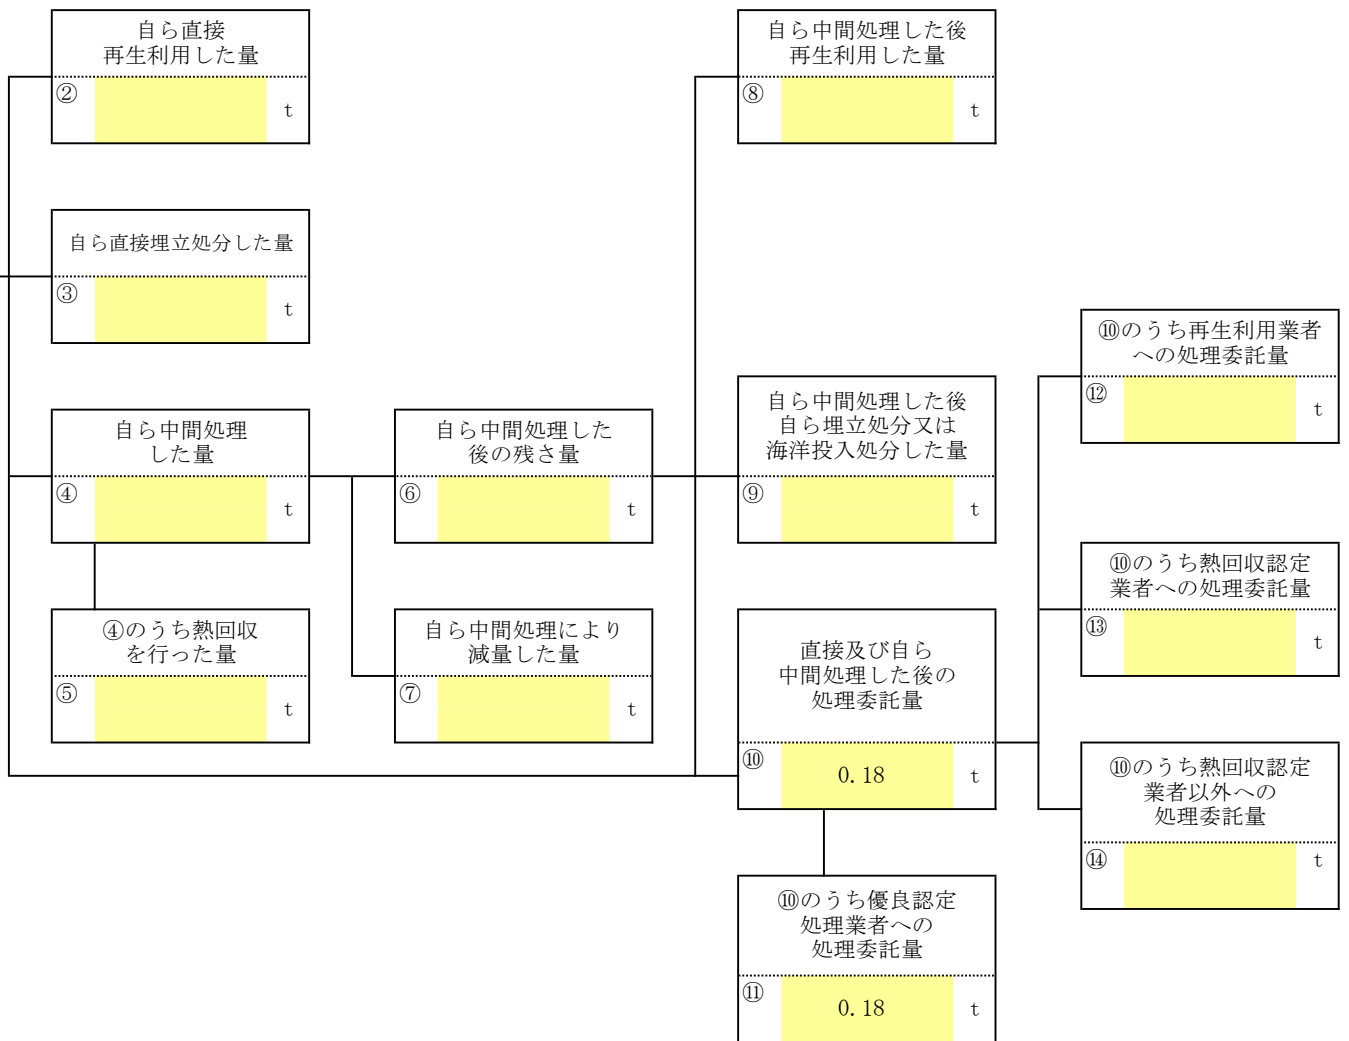 自ら直接
再生利用した量
②
t
自ら中間処理した後
再生利用した量
⑧
t
自ら直接埋立処分した量
③
t
⑩のうち再生利用業者
への処理委託量
⑫
t
自ら中間処理
した量
④
t
自ら中間処理した
後の残さ量
⑥
t
自ら中間処理した後
自ら埋立処分又は
海洋投入処分した量
⑨
t
⑩のうち熱回収認定
業者への処理委託量
⑬
t
④のうち熱回収
を行った量
⑤
t
自ら中間処理により
減量した量
⑦
t
直接及び自ら
中間処理した後の
処理委託量
⑩
0.18 t
⑩のうち熱回収認定
業者以外への
処理委託量
⑭
t
⑩のうち優良認定
処理業者への
処理委託量
⑪
0.18 t